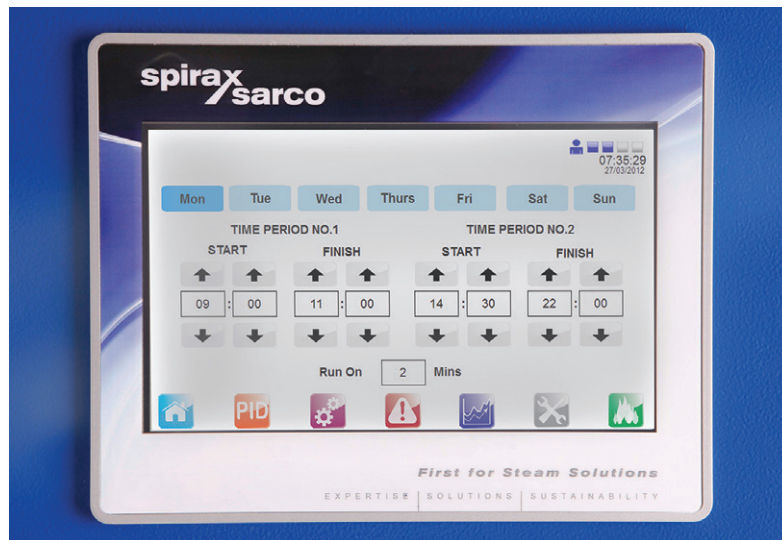 spirax
sarco
07:35:29
27/03/2012
Mon Tue Wed Thurs Fri Sat Sun
TIME PERIOD NO.1 TIME PERIOD NO.2
START FINISH START FINISH
09 : 00 11 : 00 14 : 30 22 : 00
Run On 2 Mins
PID
First for Steam Solutions
EXPERTISE SOLUTIONS SUSTAINABILITY